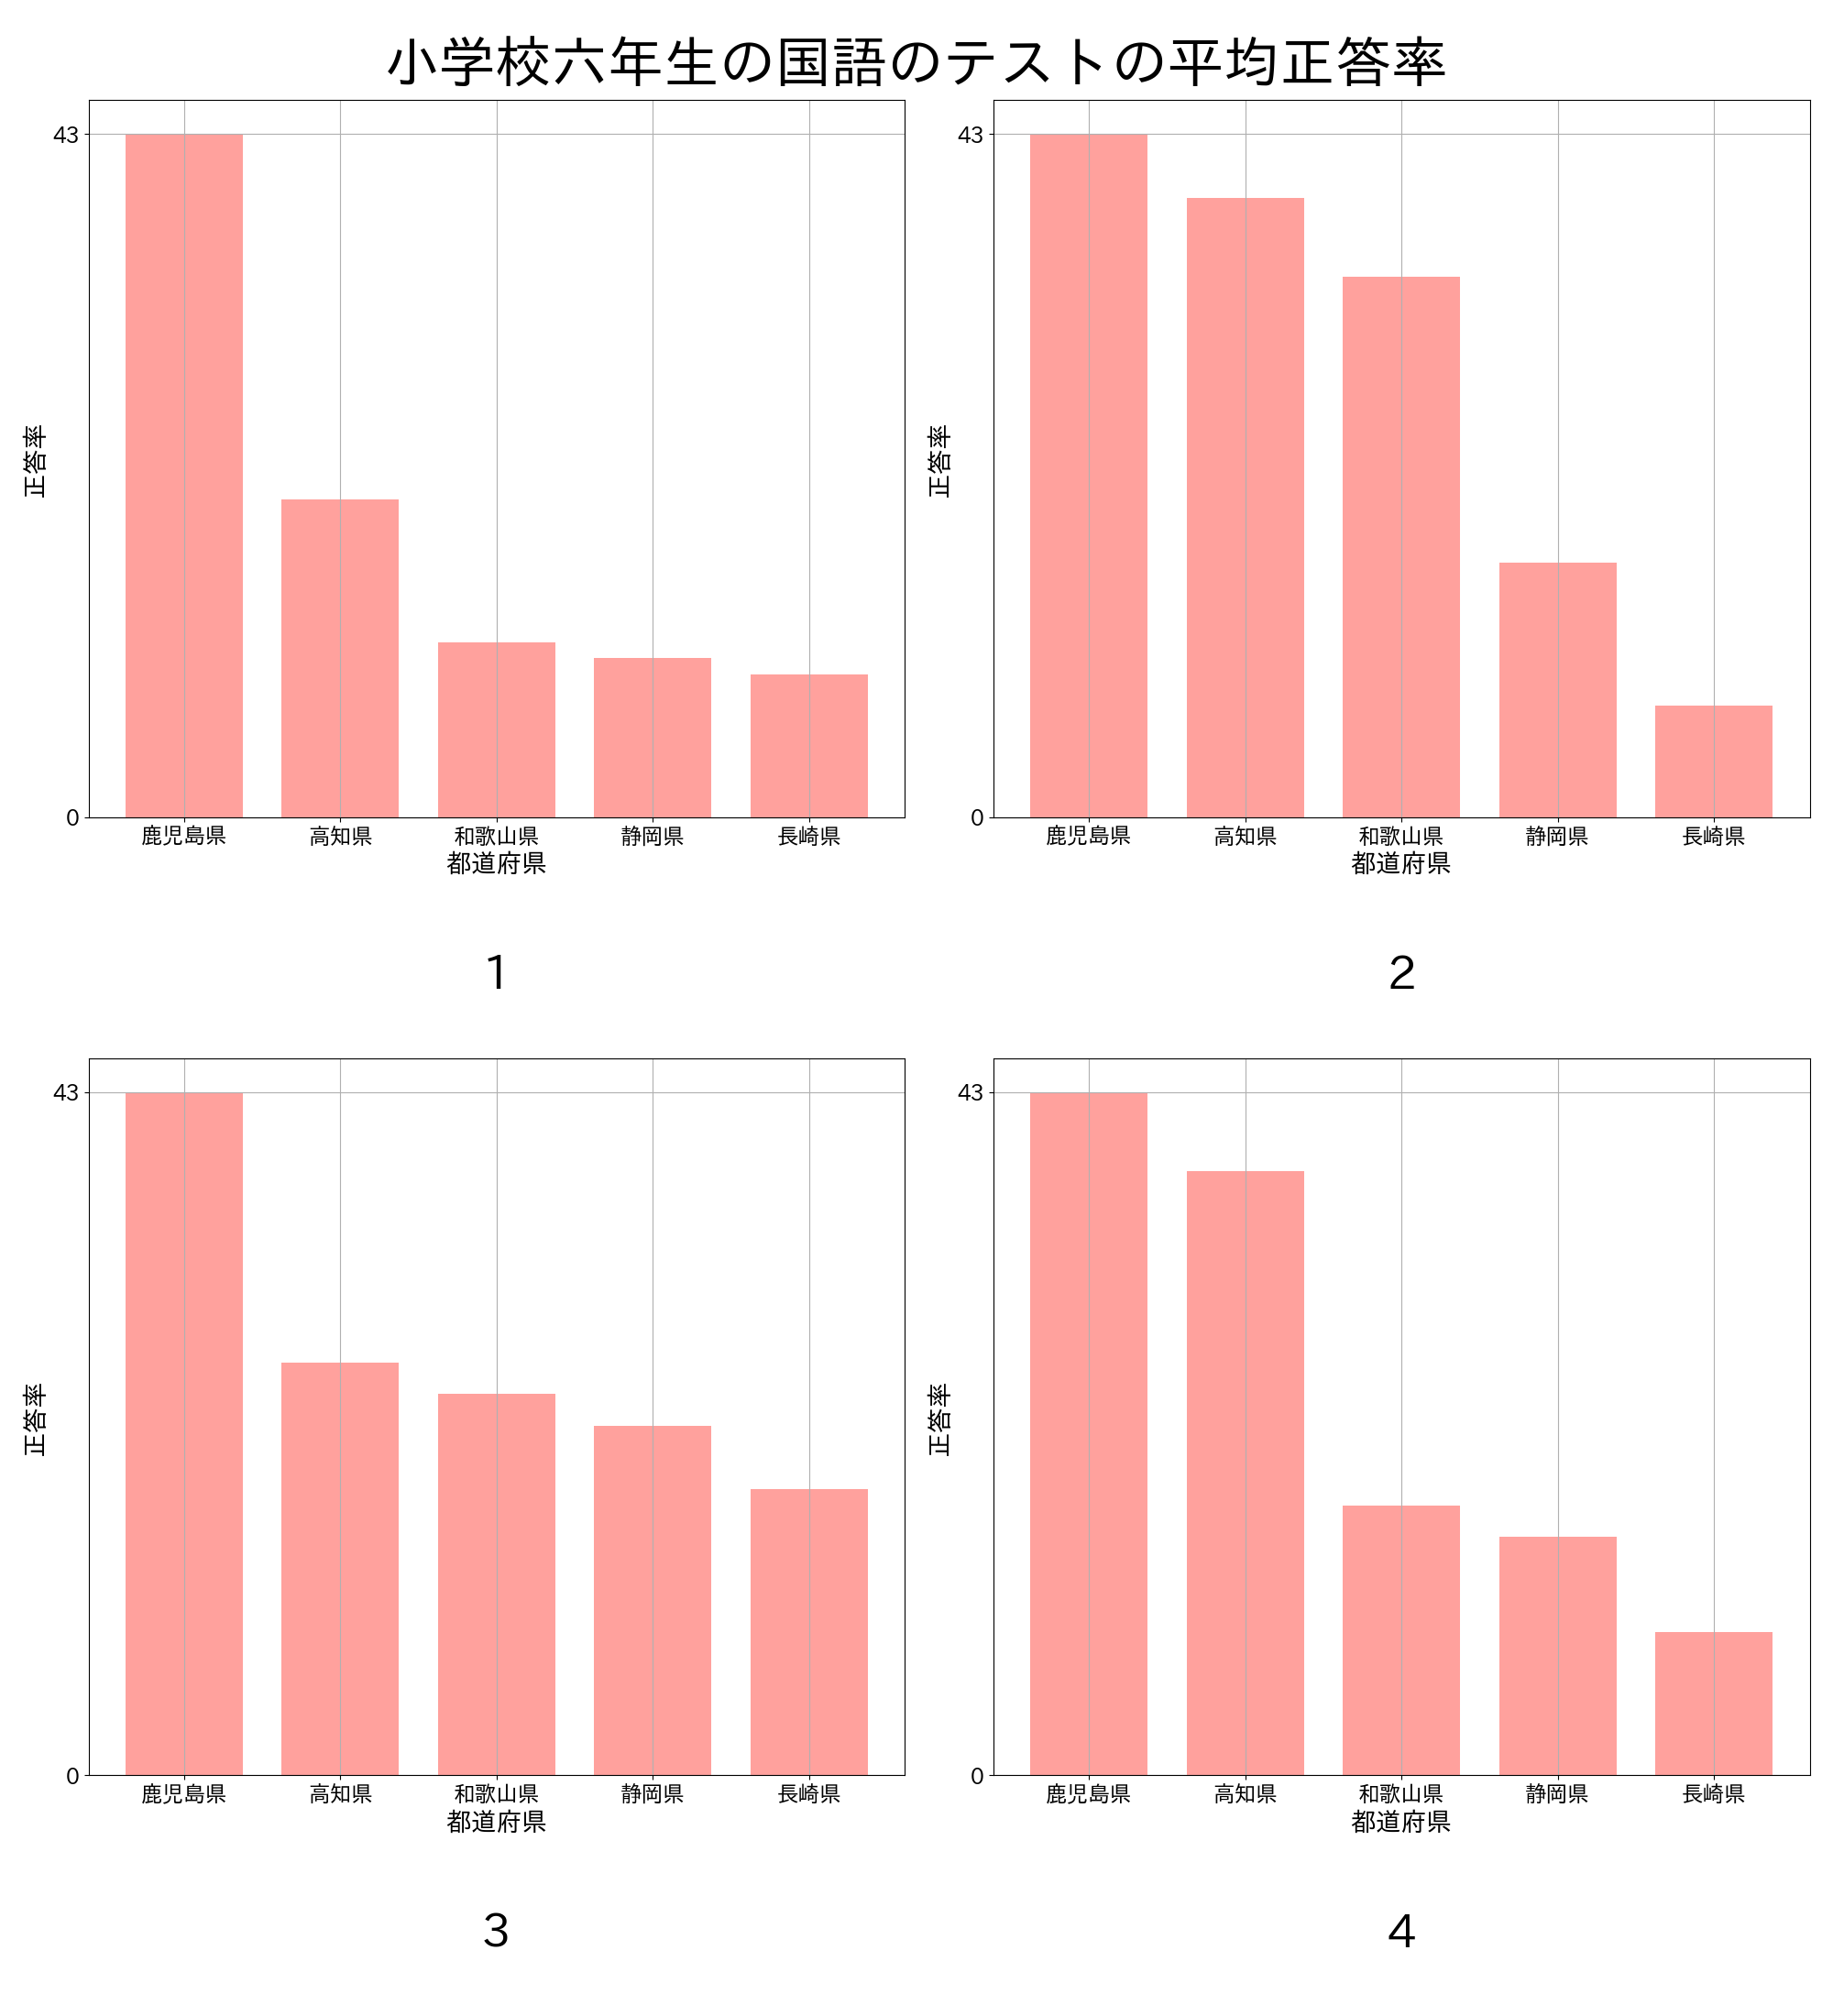 小学校六年生の国語のテストの平均正答率
43
正答率
0
鹿児島県 高知県 和歌山県 静岡県 長崎県
都道府県
1
43
正答率
0
鹿児島県 高知県 和歌山県 静岡県 長崎県
都道府県
2
43
正答率
0
鹿児島県 高知県 和歌山県 静岡県 長崎県
都道府県
3
43
正答率
0
鹿児島県 高知県 和歌山県 静岡県 長崎県
都道府県
4